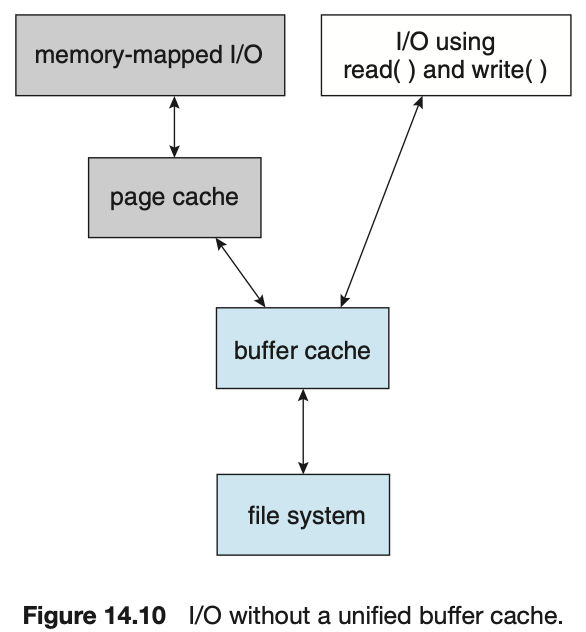 memory-mapped I/O
I/O using
read( ) and write( )
page cache
buffer cache
file system
Figure 14.10 I/O without a unified buffer cache.